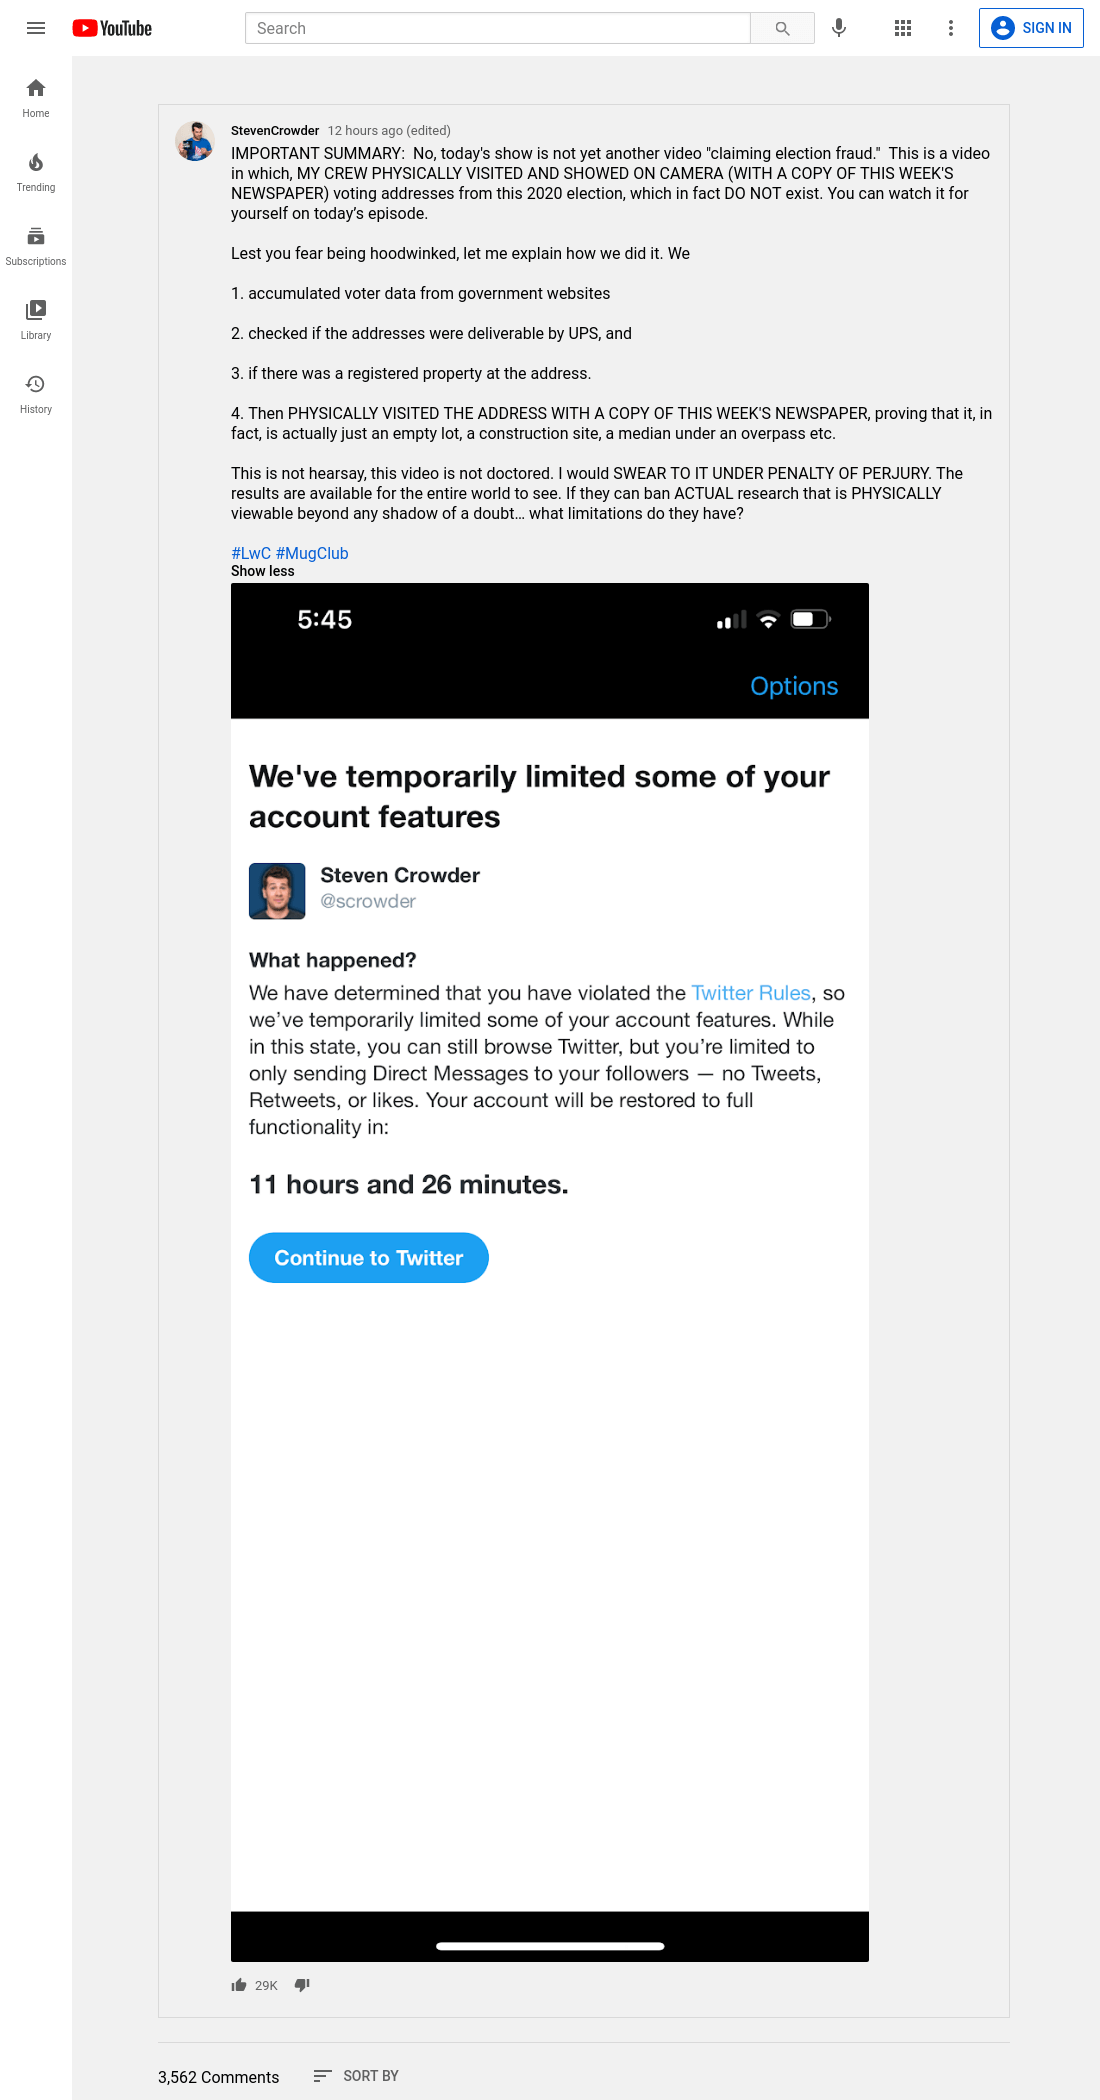 YouTube
Search
SIGN IN
Home
Trending
Subscriptions
Library
History
StevenCrowder 12 hours ago (edited)
IMPORTANT SUMMARY:  No, today's show is not yet another video "claiming election fraud."  This is a video
in which, MY CREW PHYSICALLY VISITED AND SHOWED ON CAMERA (WITH A COPY OF THIS WEEK'S
NEWSPAPER) voting addresses from this 2020 election, which in fact DO NOT exist. You can watch it for
yourself on today’s episode.
Lest you fear being hoodwinked, let me explain how we did it. We
1. accumulated voter data from government websites
2. checked if the addresses were deliverable by UPS, and
3. if there was a registered property at the address.
4. Then PHYSICALLY VISITED THE ADDRESS WITH A COPY OF THIS WEEK'S NEWSPAPER, proving that it, in
fact, is actually just an empty lot, a construction site, a median under an overpass etc.
This is not hearsay, this video is not doctored. I would SWEAR TO IT UNDER PENALTY OF PERJURY. The
results are available for the entire world to see. If they can ban ACTUAL research that is PHYSICALLY
viewable beyond any shadow of a doubt… what limitations do they have?
#LwC #MugClub
Show less
5:45
Options
We've temporarily limited some of your
account features
Steven Crowder
@scrowder
What happened?
We have determined that you have violated the Twitter Rules, so
we’ve temporarily limited some of your account features. While
in this state, you can still browse Twitter, but you’re limited to
only sending Direct Messages to your followers — no Tweets,
Retweets, or likes. Your account will be restored to full
functionality in:
11 hours and 26 minutes.
Continue to Twitter
29K
3,562 Comments
SORT BY